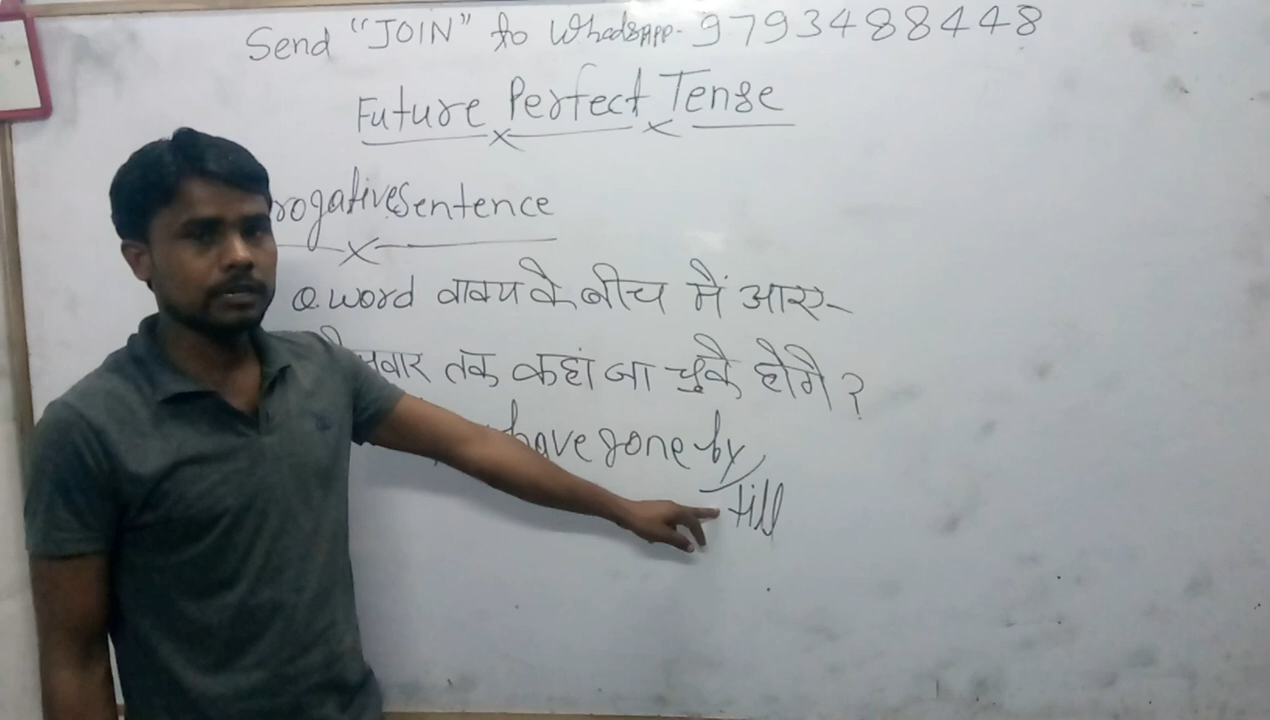 Send "JOIN" to WhatsApp- 9793488448
Future Perfect Tense
rogative Sentence
Q.word वाक्य के बीच में आए-
तक कहां जा चुके होगे?
have gone by/
till